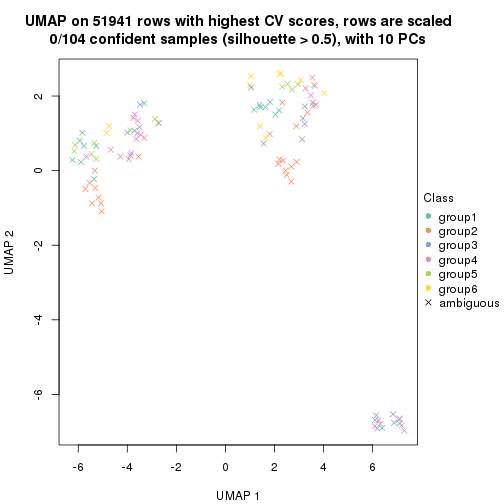 UMAP on 51941 rows with highest CV scores, rows are scaled
0/104 confident samples (silhouette > 0.5), with 10 PCs
2
0
-2
-4
-6
UMAP 2
-6
-4
-2
0
2
4
6
UMAP 1
Class
group1
group2
group3
group4
group5
group6
ambiguous